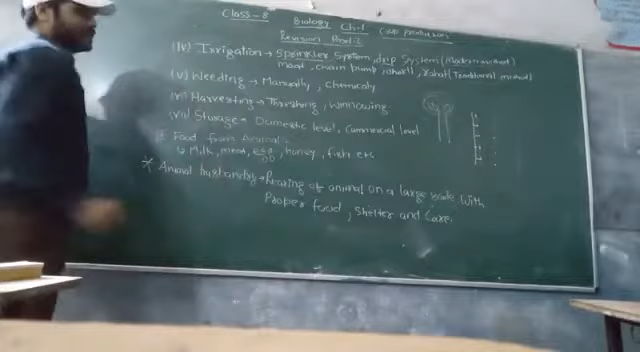 Class-8 Biology Ch-1 Crop Production
Revision Part-2
(iv) Irrigation → Sprinkler System, drip System (Modern method)
Moat, Chain pump, dhekli, Rahat (Traditional method)
(v) Weeding → Manually, Chemically
(vi) Harvesting → Threshing, Winnowing
(vii) Storage → Domestic level, Commercial level
Food from Animal :-
↳ Milk, meat, egg, honey, fish etc
* Animal husbandry → Rearing of animal on a large scale with
Proper food, Shelter and Care.